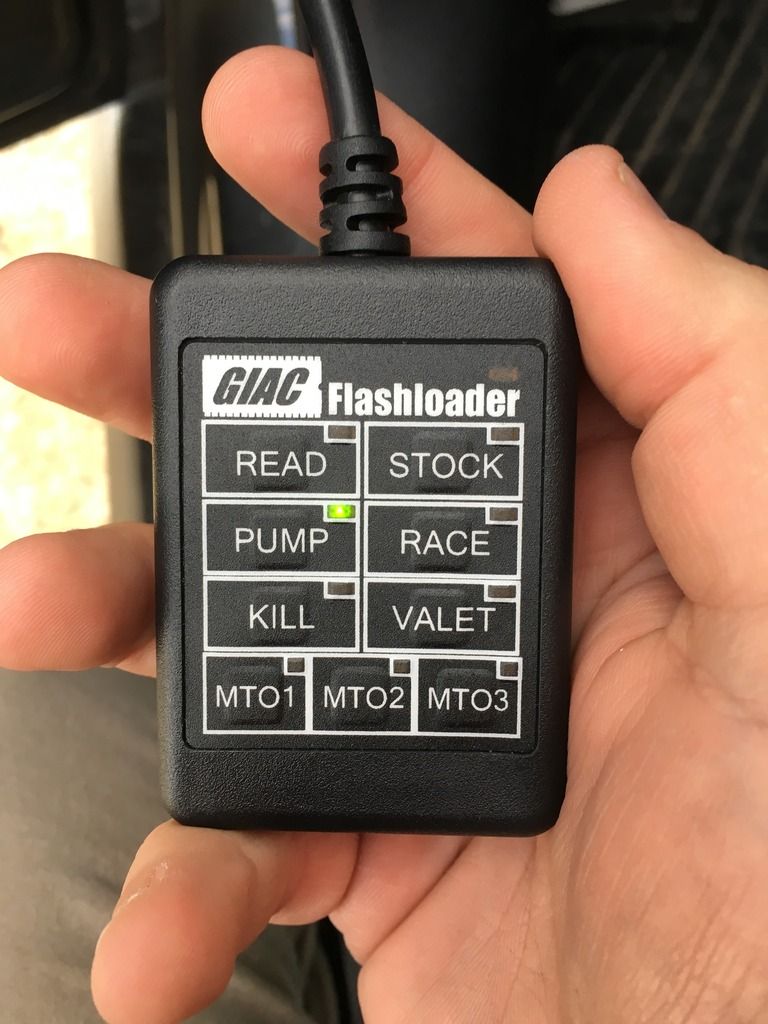 GIAC Flashloader
READ STOCK
PUMP RACE
KILL VALET
MTO1 MTO2 MTO3